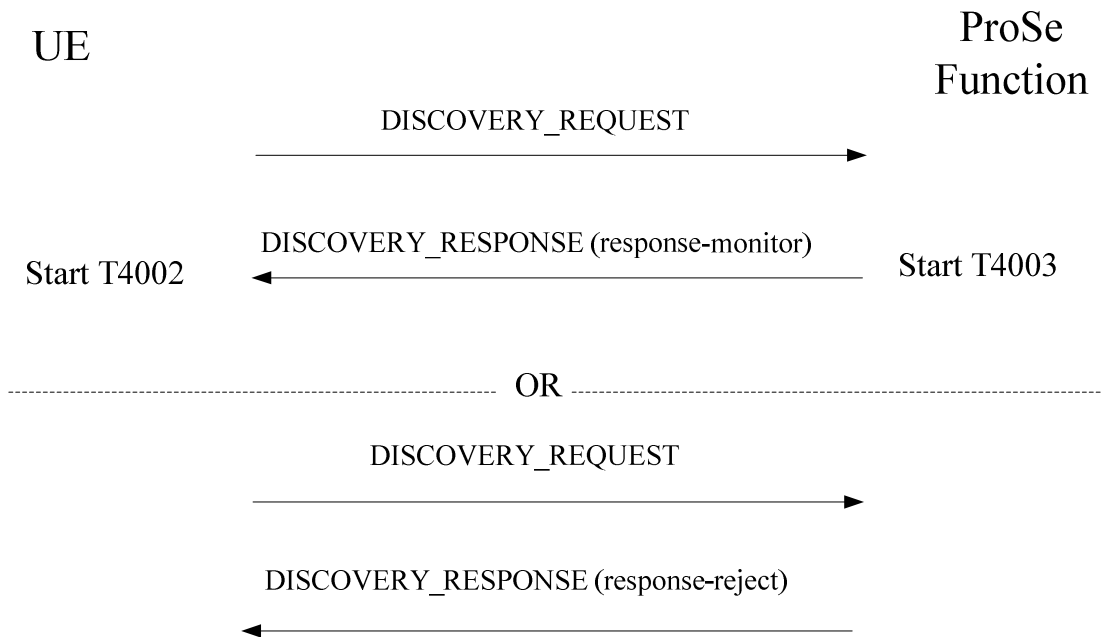 UE
ProSe
Function
DISCOVERY_REQUEST
DISCOVERY_RESPONSE (response-monitor)
Start T4002
Start T4003
OR
DISCOVERY_REQUEST
DISCOVERY_RESPONSE (response-reject)